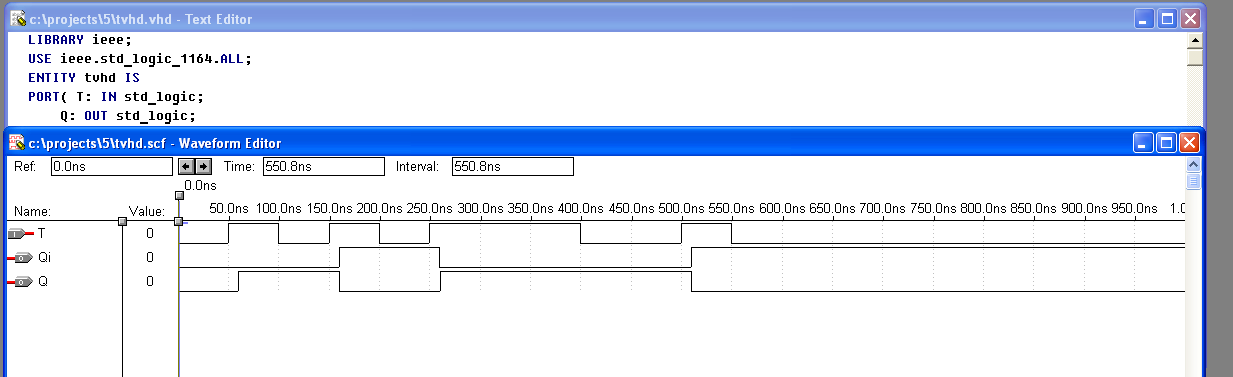 c:\projects\5\tvhd.vhd - Text Editor
LIBRARY ieee;
USE ieee.std_logic_1164.ALL;
ENTITY tvhd IS
PORT( T: IN std_logic;
Q: OUT std_logic;
c:\projects\5\tvhd.scf - Waveform Editor
Ref: 0.0ns Time: 550.8ns Interval: 550.8ns
0.0ns
Name: Value: 50.0ns 100.0ns 150.0ns 200.0ns 250.0ns 300.0ns 350.0ns 400.0ns 450.0ns 500.0ns 550.0ns 600.0ns 650.0ns 700.0ns 750.0ns 800.0ns 850.0ns 900.0ns 950.0ns 1.0
T 0
Qi 0
Q 0